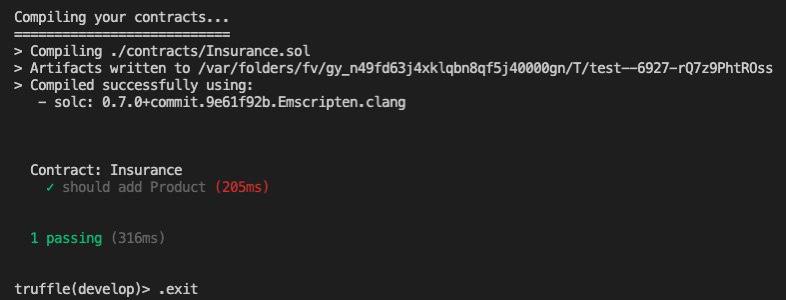 Compiling your contracts...
===========================
> Compiling ./contracts/Insurance.sol
> Artifacts written to /var/folders/fv/gy_n49fd63j4xklqbn8qf5j40000gn/T/test--6927-rQ7z9PhtROss
> Compiled successfully using:
- solc: 0.7.0+commit.9e61f92b.Emscripten.clang
Contract: Insurance
✓ should add Product (205ms)
1 passing (316ms)
truffle(develop)> .exit